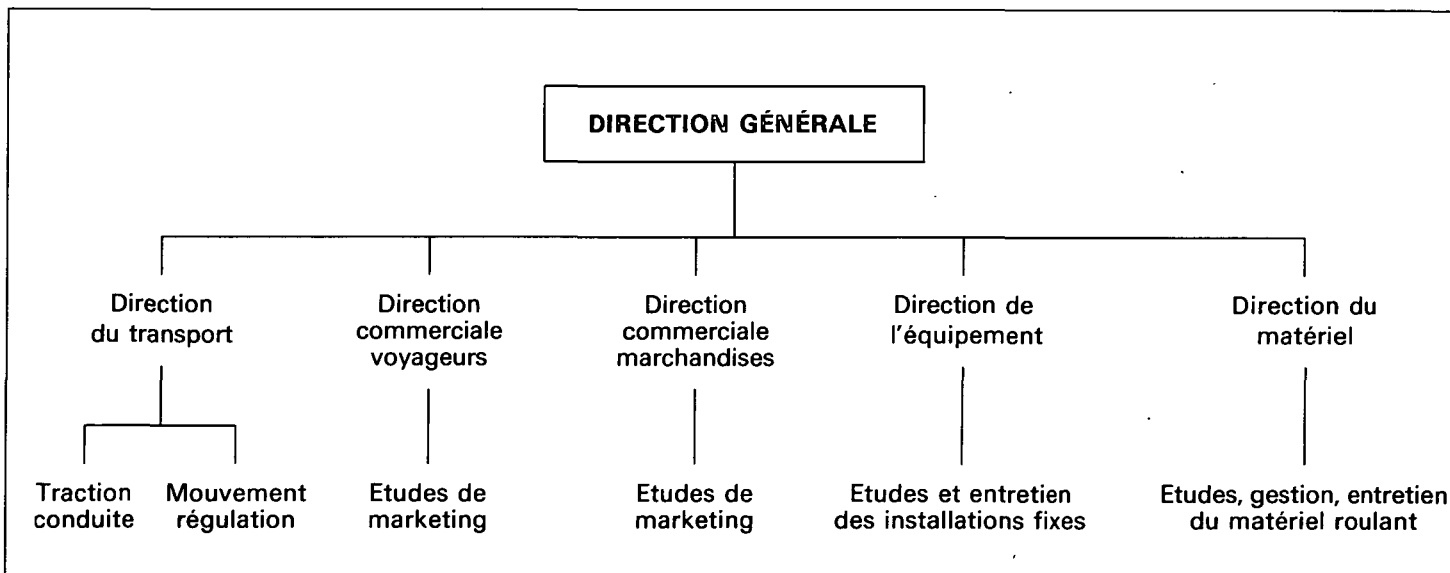 DIRECTION GÉNÉRALE
Direction
du transport
Direction
commerciale
voyageurs
Direction
commerciale
marchandises
Direction de
l'équipement
Direction du
matériel
Traction
conduite
Mouvement
régulation
Etudes de
marketing
Etudes de
marketing
Etudes et entretien
des installations fixes
Etudes, gestion, entretien
du matériel roulant